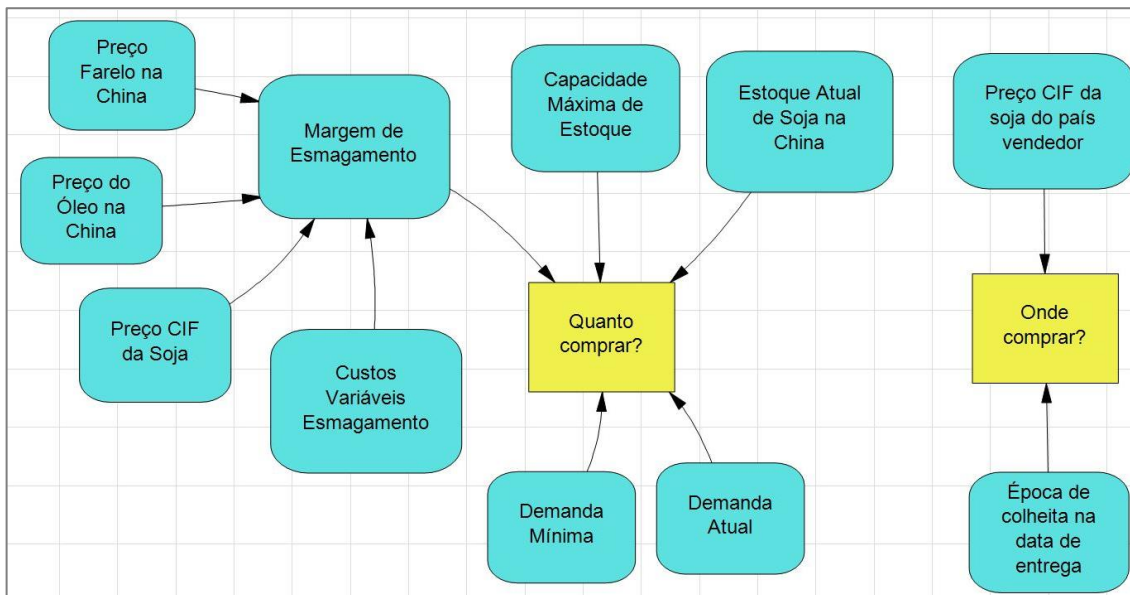 Preço
Farelo na
China
Margem de
Esmagamento
Capacidade
Máxima de
Estoque
Estoque Atual
de Soja na
China
Preço CIF da
soja do país
vendedor
Preço do
Óleo na
China
Preço CIF
da Soja
Custos
Variáveis
Esmagamento
Quanto
comprar?
Onde
comprar?
Demanda
Mínima
Demanda
Atual
Época de
colheita na
data de
entrega